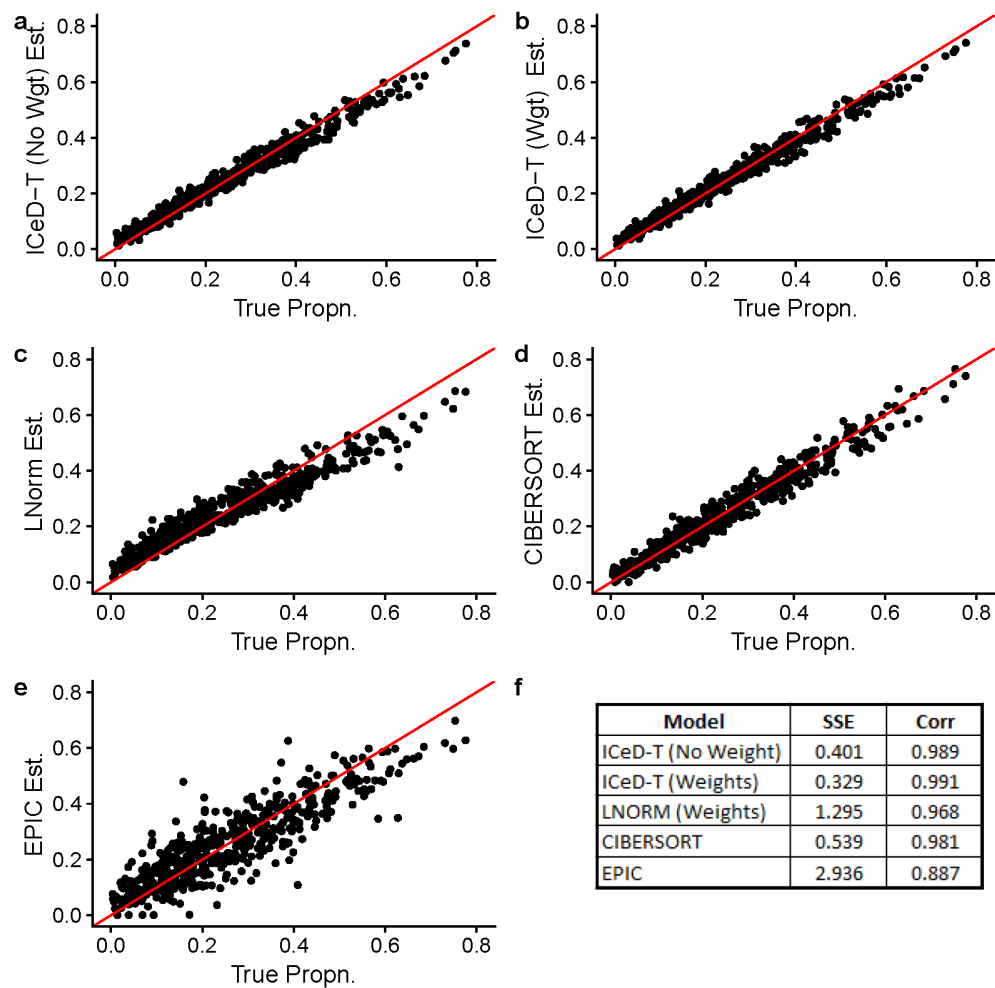 a
ICeD−T (No Wgt) Est.
0.8
0.6
0.4
0.2
0.0
0.0 0.2 0.4 0.6 0.8
True Propn.
b
ICeD−T (Wgt) Est.
0.8
0.6
0.4
0.2
0.0
0.0 0.2 0.4 0.6 0.8
True Propn.
c
LNorm Est.
0.8
0.6
0.4
0.2
0.0
0.0 0.2 0.4 0.6 0.8
True Propn.
d
CIBERSORT Est.
0.8
0.6
0.4
0.2
0.0
0.0 0.2 0.4 0.6 0.8
True Propn.
e
EPIC Est.
0.8
0.6
0.4
0.2
0.0
0.0 0.2 0.4 0.6 0.8
True Propn.
f
Model SSE Corr
ICeD-T (No Weight) 0.401 0.989
ICeD-T (Weights) 0.329 0.991
LNORM (Weights) 1.295 0.968
CIBERSORT 0.539 0.981
EPIC 2.936 0.887